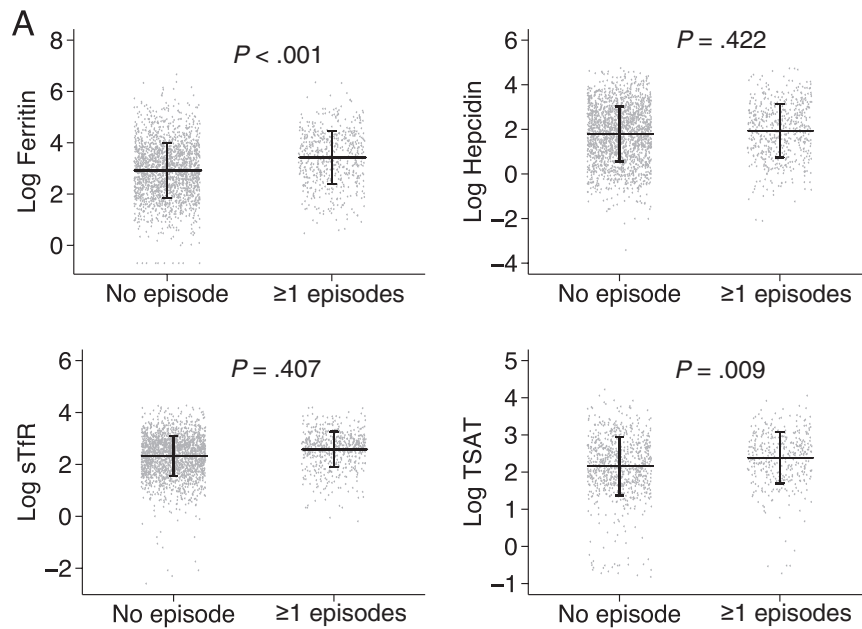 A
Log Ferritin
8
6
4
2
0
P < .001
No episode
≥1 episodes
Log Hepcidin
6
4
2
0
−2
−4
P = .422
No episode
≥1 episodes
Log sTfR
6
4
2
0
−2
P = .407
No episode
≥1 episodes
Log TSAT
5
4
3
2
1
0
−1
P = .009
No episode
≥1 episodes